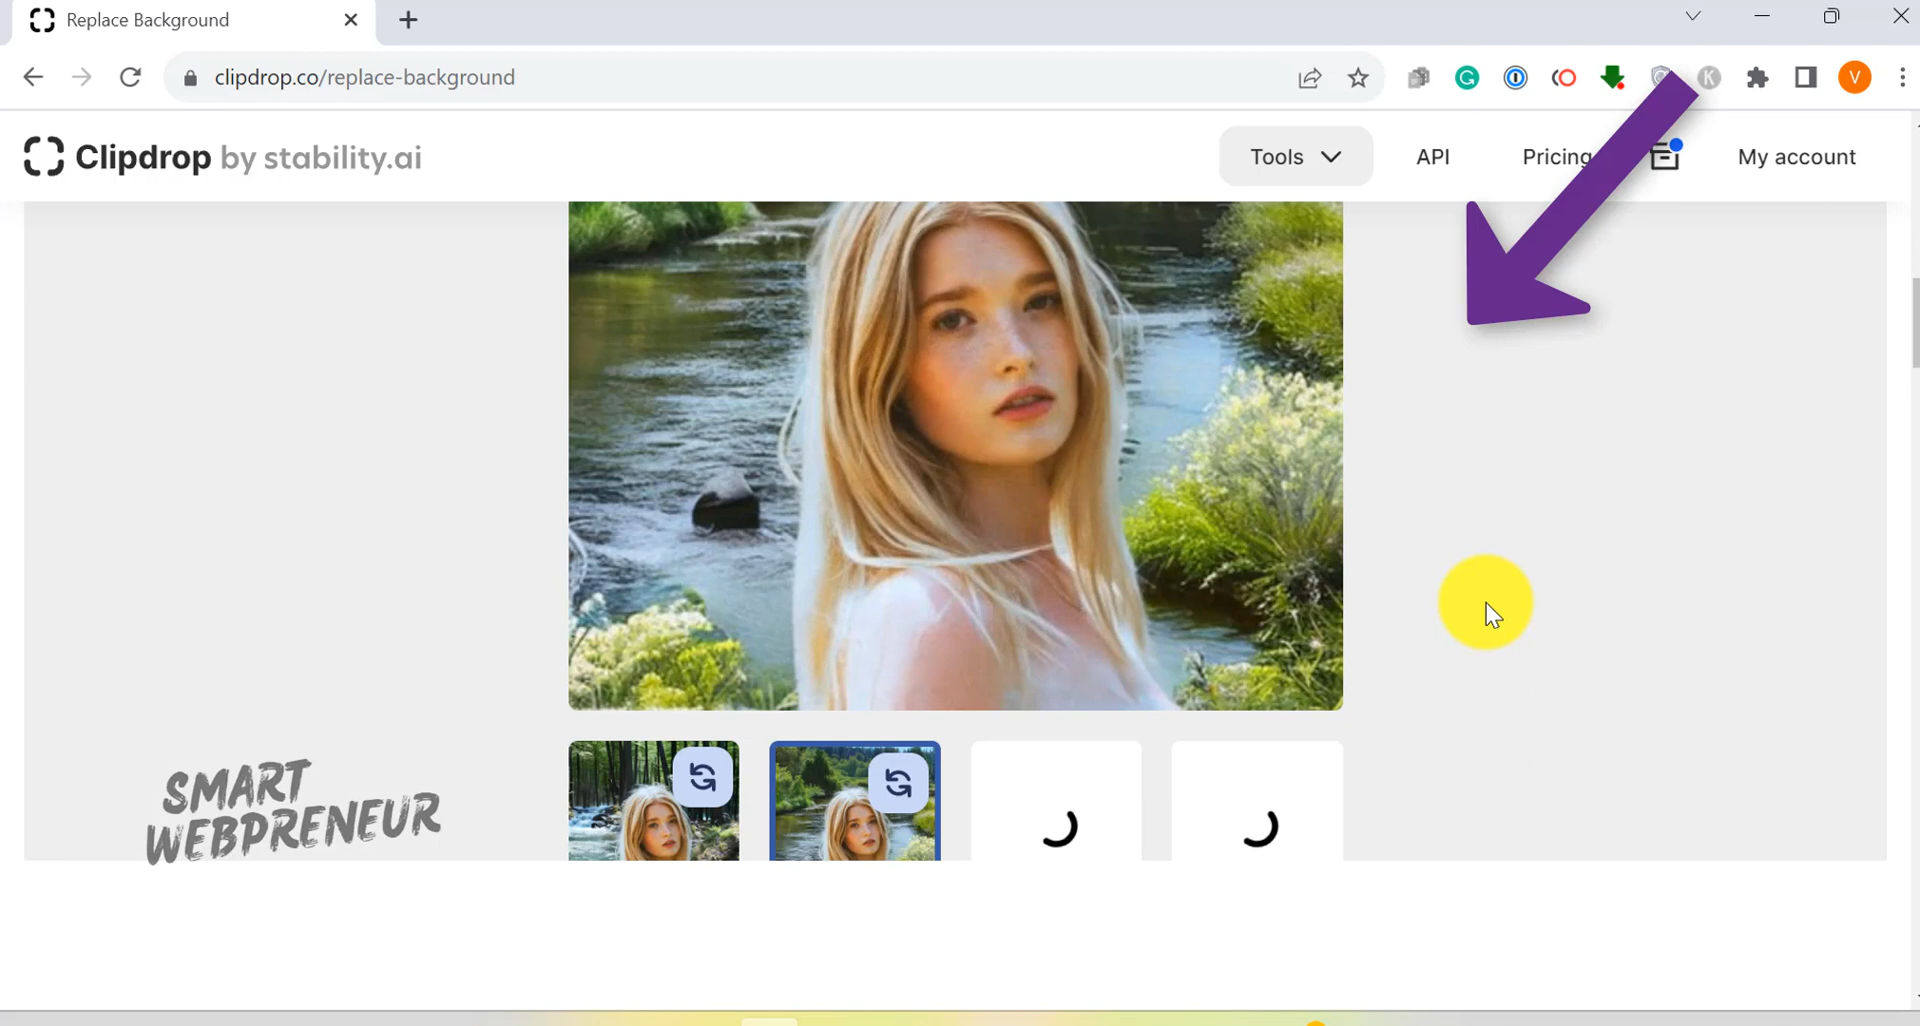 Replace Background
clipdrop.co/replace-background
V
Clipdrop by stability.ai
Tools
API
Pricing
My account
SMART
WEBPRENEUR